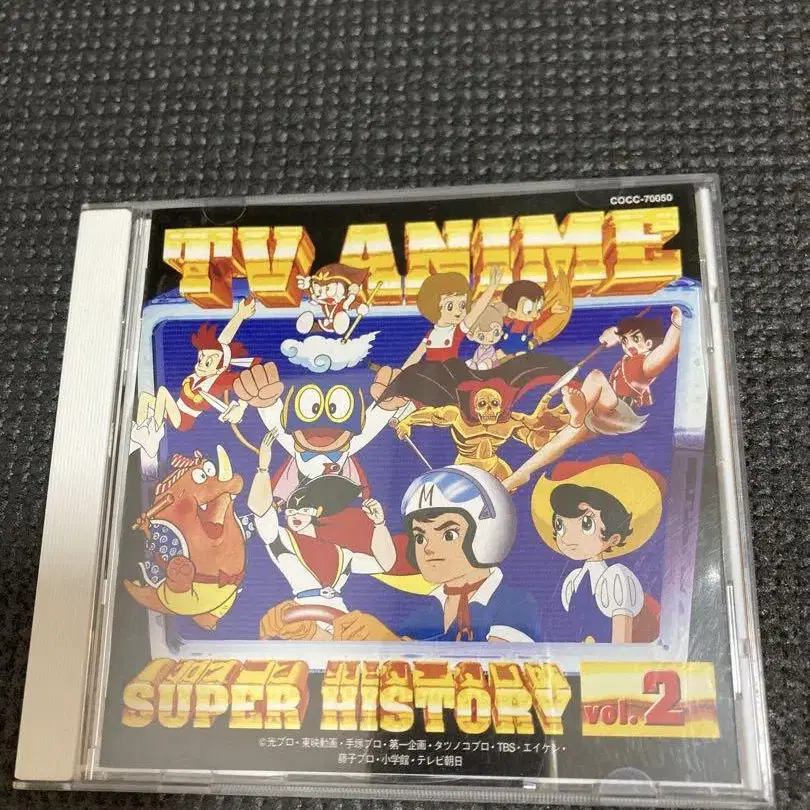 COCC-70050
TV ANIME
M
SUPER HISTORY vol.2
©光プロ・東映動画・手塚プロ・第一企画・タツノコプロ・TBS・エイケン・
藤子プロ・小学館・テレビ朝日